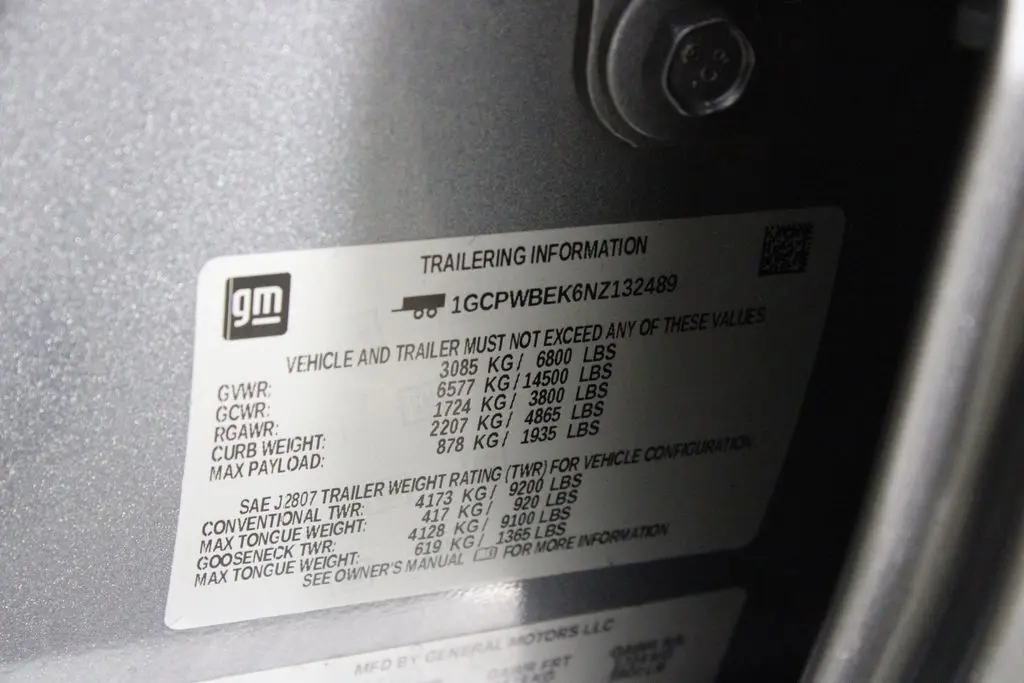 gm
TRAILERING INFORMATION
1GCPWBEK6NZ132489
VEHICLE AND TRAILER MUST NOT EXCEED ANY OF THESE VALUES
GVWR: 3085 KG/ 6800 LBS
GCWR: 6577 KG/14500 LBS
RGAWR: 1724 KG/ 3800 LBS
CURB WEIGHT: 2207 KG/ 4865 LBS
MAX PAYLOAD: 878 KG/ 1935 LBS
SAE J2807 TRAILER WEIGHT RATING (TWR) FOR VEHICLE CONFIGURATION
CONVENTIONAL TWR: 4173 KG/ 9200 LBS
MAX TONGUE WEIGHT: 417 KG/ 920 LBS
GOOSENECK TWR: 4128 KG/ 9100 LBS
MAX TONGUE WEIGHT: 619 KG/ 1365 LBS
SEE OWNER'S MANUAL FOR MORE INFORMATION
MFD BY GENERAL MOTORS LLC
GAWR FRT